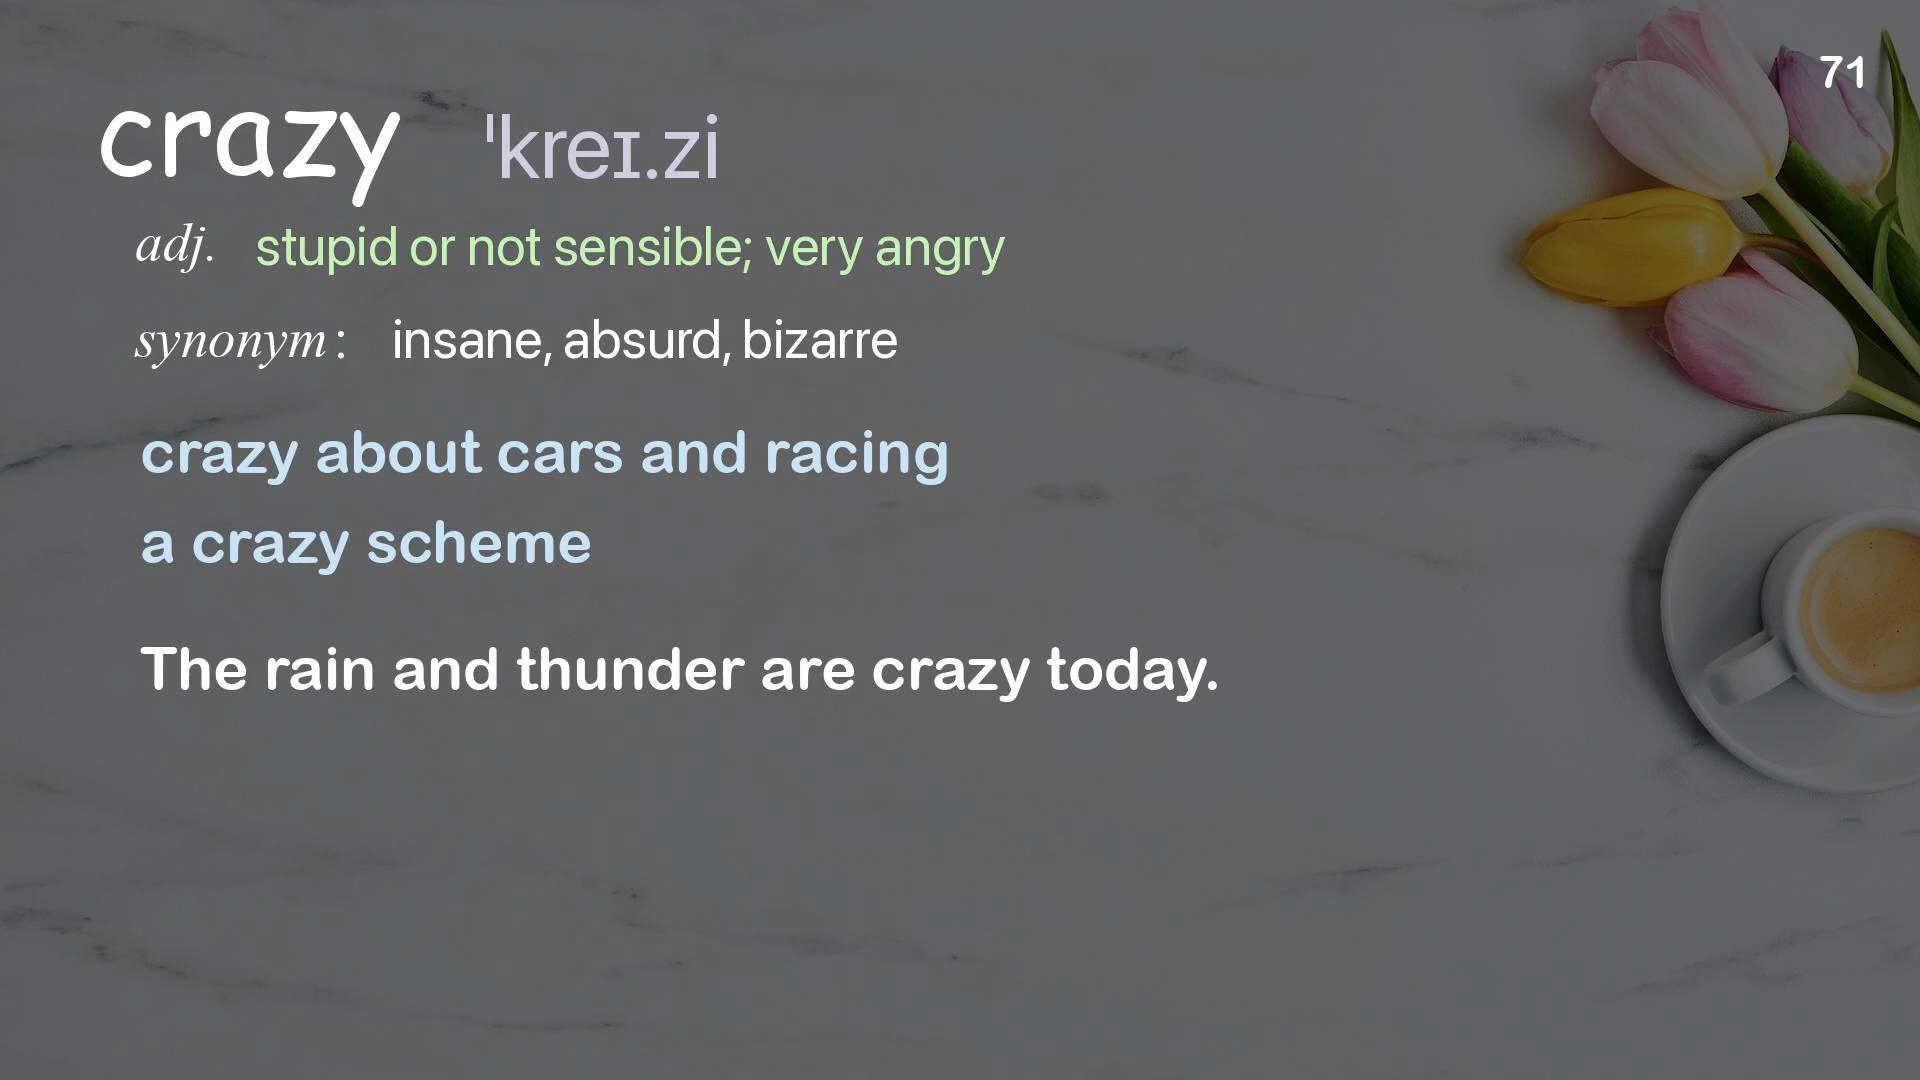 71
crazy ˈkreɪ.zi
adj. stupid or not sensible; very angry
synonym: insane, absurd, bizarre
crazy about cars and racing
a crazy scheme
The rain and thunder are crazy today.